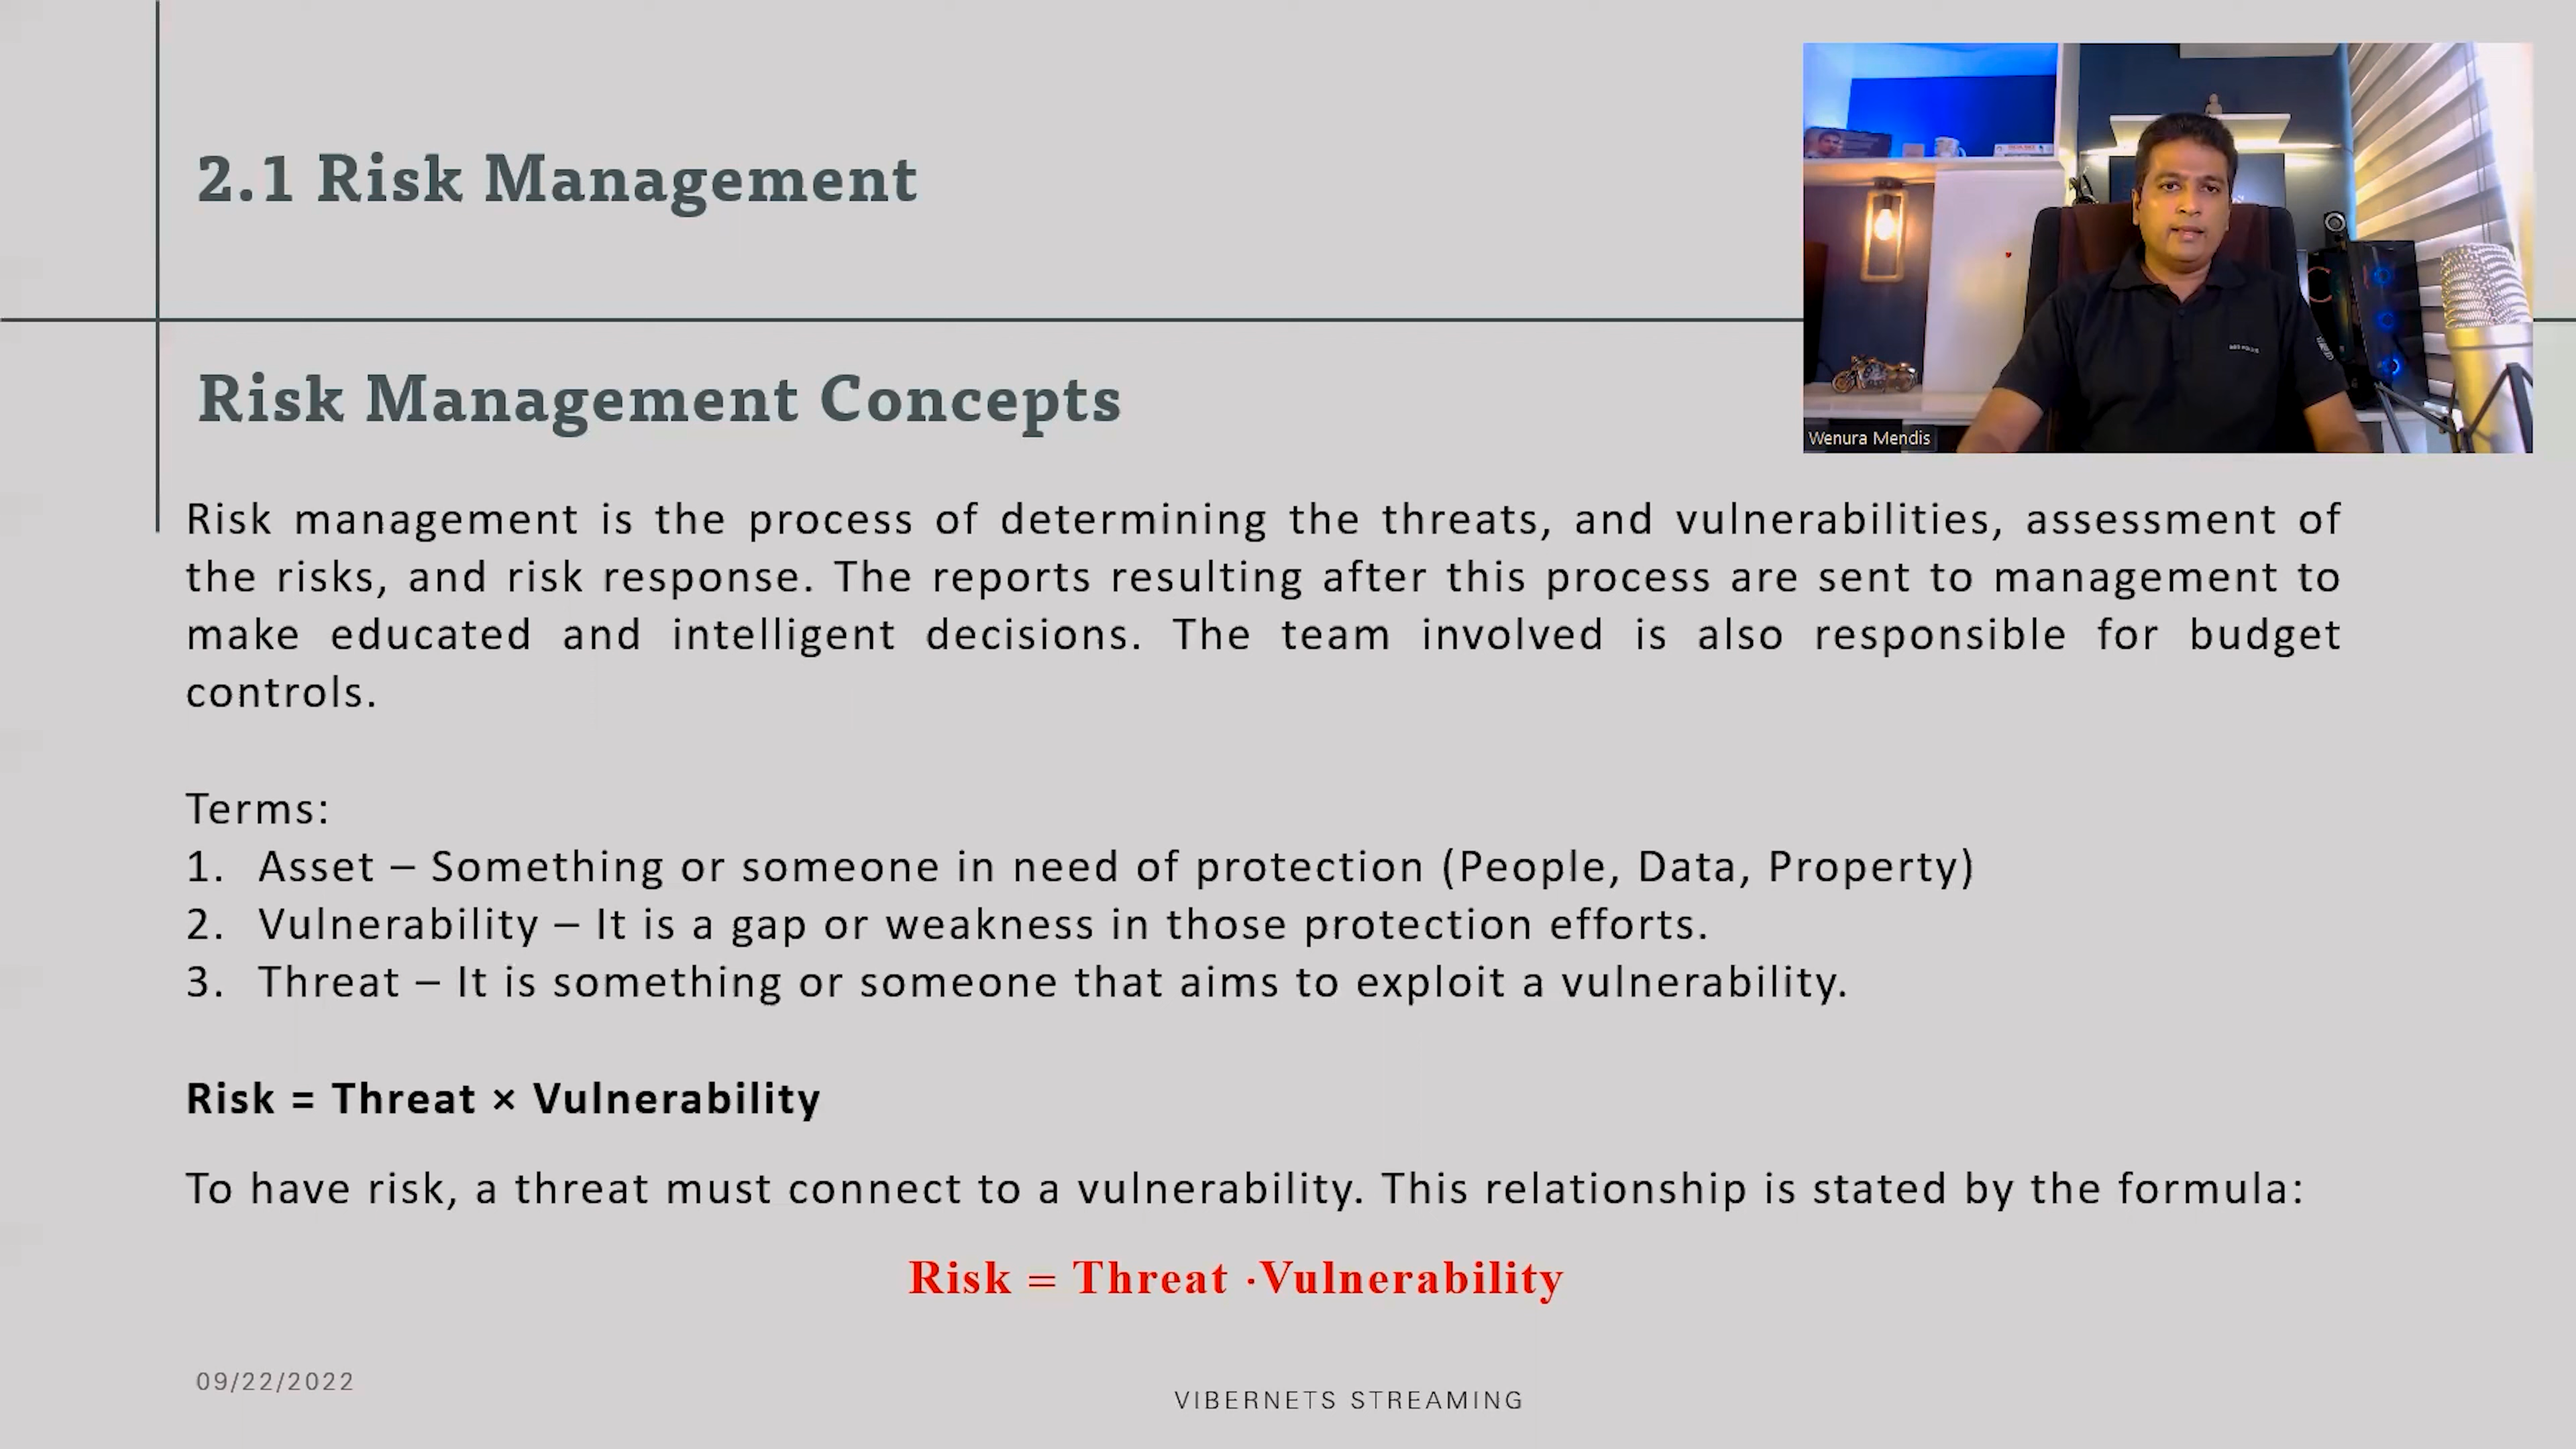 2.1 Risk Management
Wenura Mendis
Risk Management Concepts
Risk management is the process of determining the threats, and vulnerabilities, assessment of
the risks, and risk response. The reports resulting after this process are sent to management to
make educated and intelligent decisions. The team involved is also responsible for budget
controls.
Terms:
1. Asset – Something or someone in need of protection (People, Data, Property)
2. Vulnerability – It is a gap or weakness in those protection efforts.
3. Threat – It is something or someone that aims to exploit a vulnerability.
Risk = Threat × Vulnerability
To have risk, a threat must connect to a vulnerability. This relationship is stated by the formula:
Risk = Threat ·Vulnerability
09/22/2022
VIBERNETS STREAMING